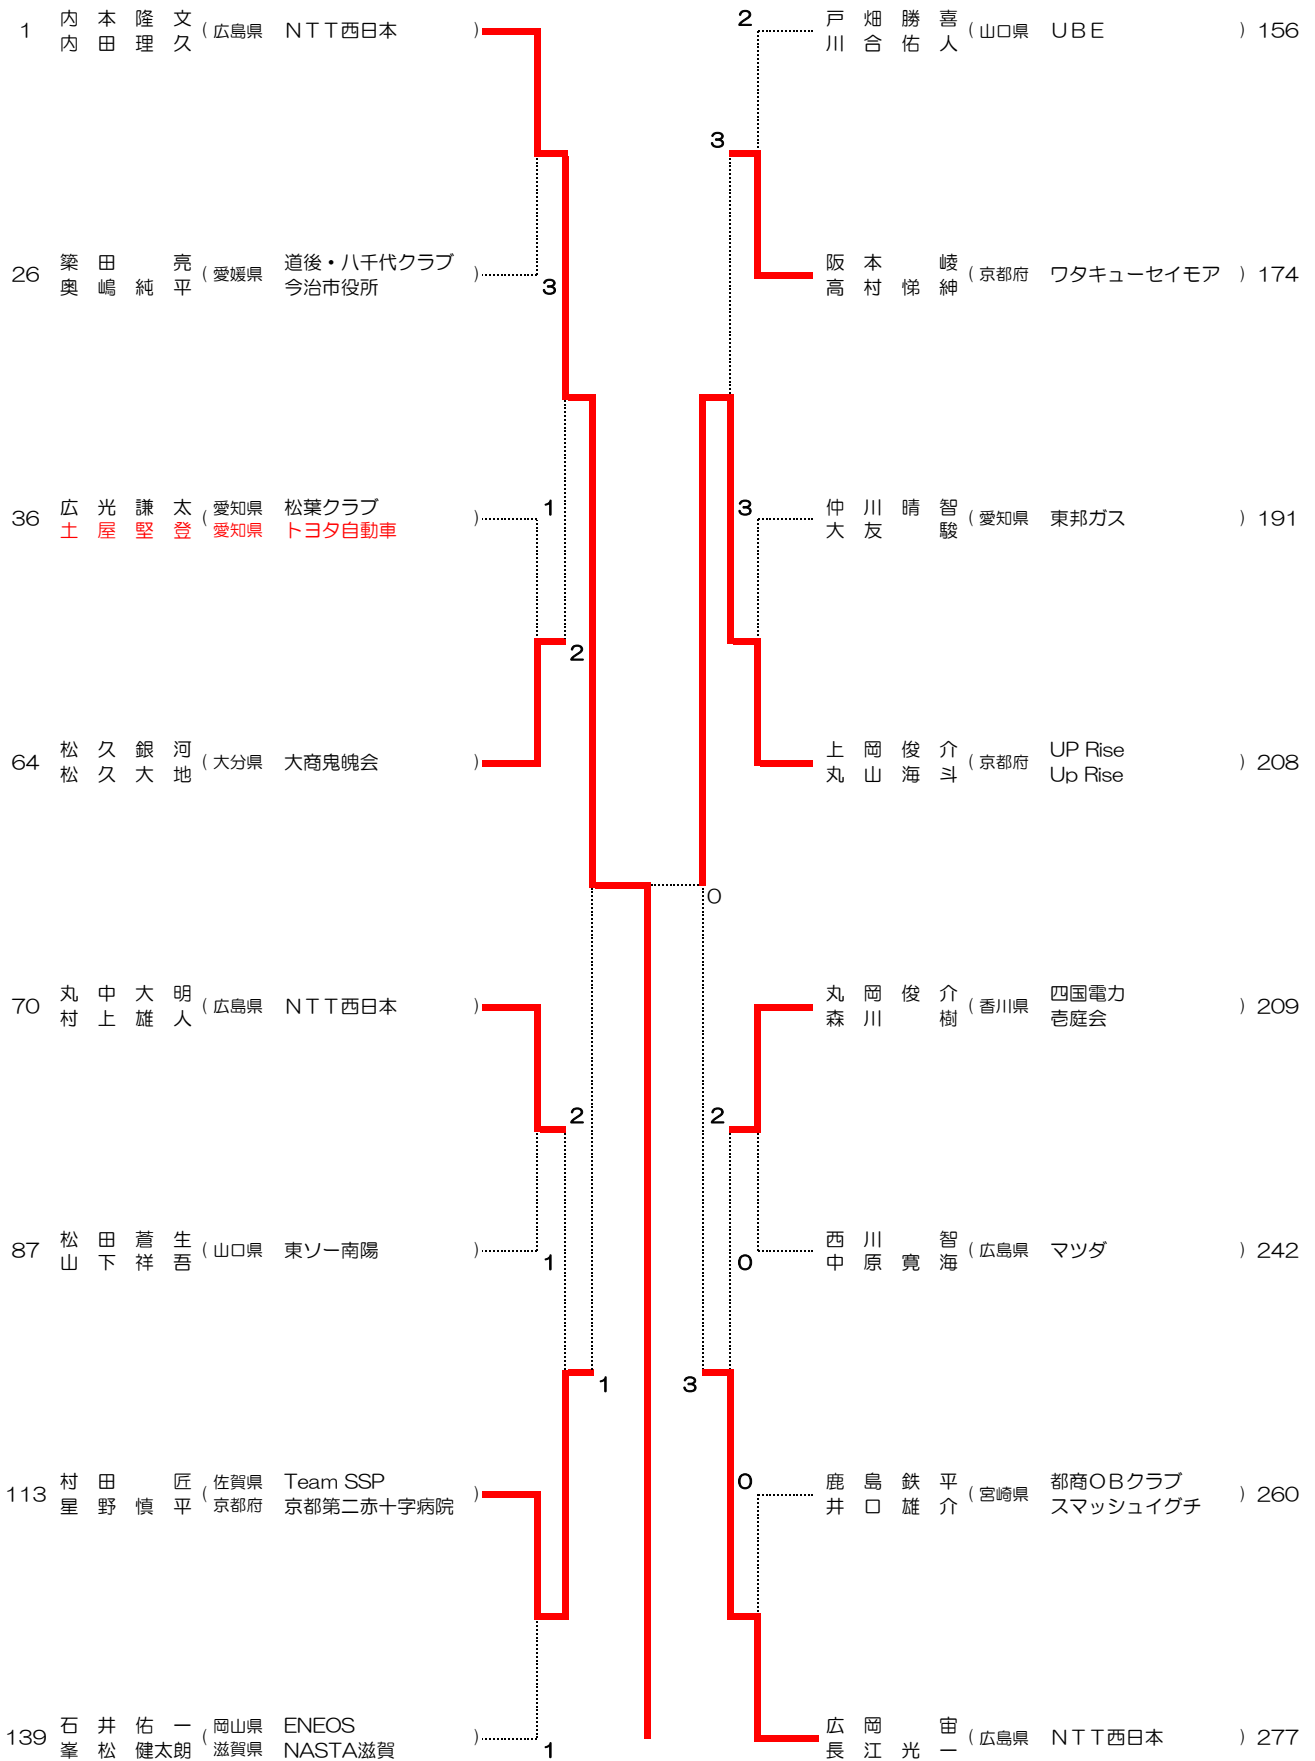 1 内本隆文 (広島県 NTT西日本)
内田理久
26 築田亮 (愛媛県 道後・八千代クラブ)
奥嶋純平 今治市役所
3
36 広光謙太 (愛知県 松葉クラブ)
土屋堅登 愛知県 トヨタ自動車
1
2
64 松久銀河 (大分県 大商鬼魄会)
松久大地
70 丸中大明 (広島県 NTT西日本)
村上雄人
2
87 松田蒼生 (山口県 東ソー南陽)
山下祥吾
1
1
113 村田匠 (佐賀県 Team SSP)
星野慎平 京都府 京都第二赤十字病院
139 石井佑一 (岡山県 ENEOS)
峯松健太朗 滋賀県 NASTA滋賀
1
2
戸畑勝喜 (山口県 UBE) 156
川合佑人
3
阪本崚 (京都府 ワタキューセイモア) 174
高村悌紳
3
仲川晴智 (愛知県 東邦ガス) 191
大友駿
上岡俊介 (京都府 UP Rise) 208
丸山海斗 Up Rise
0
丸岡俊介 (香川県 四国電力) 209
森川樹 壱庭会
2
西川智 (広島県 マツダ) 242
中原寛海
0
3
0
鹿島鉄平 (宮崎県 都商OBクラブ) 260
井口雄介 スマッシュイグチ
広岡宙 (広島県 NTT西日本) 277
長江光一